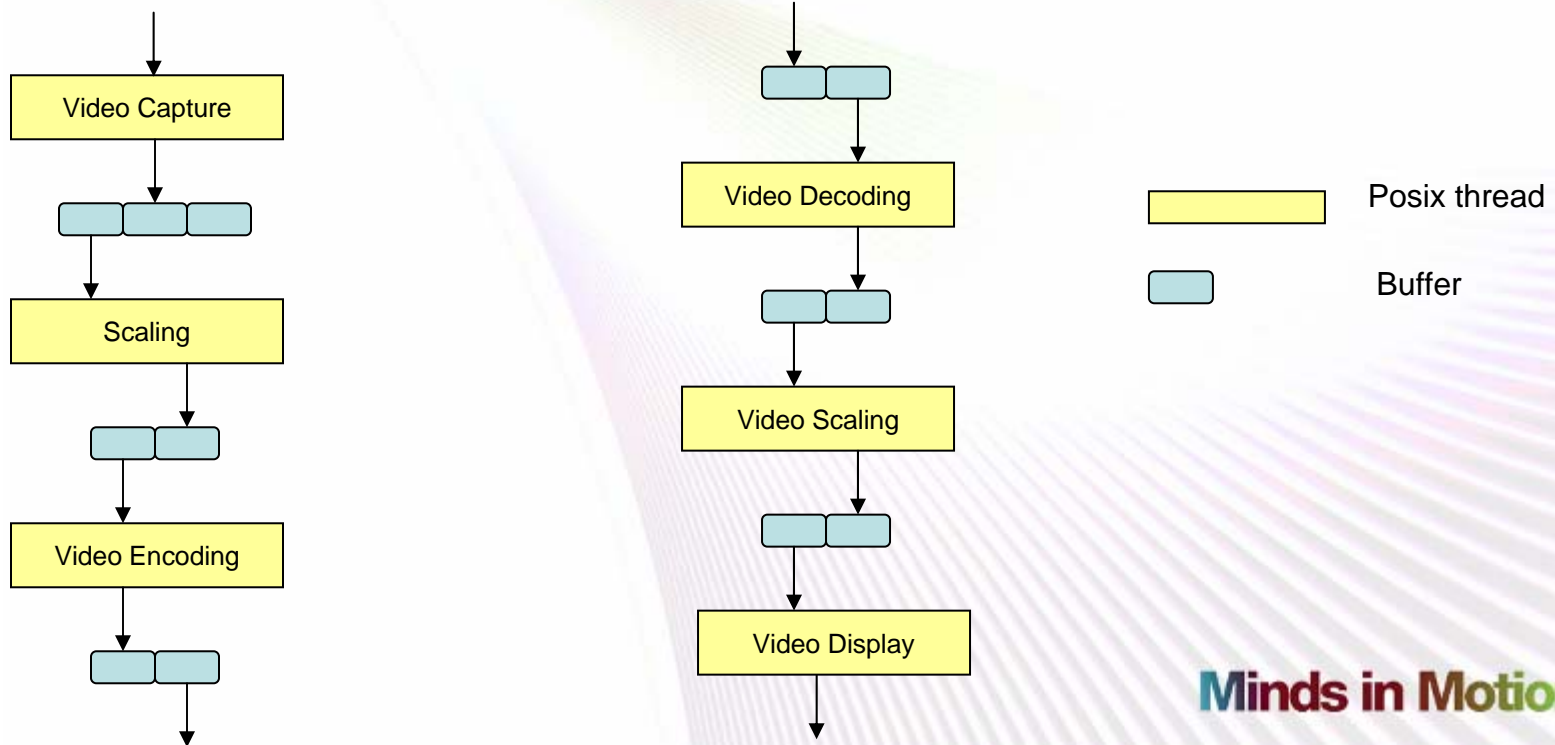 Video Capture
Scaling
Video Encoding
Video Decoding
Video Scaling
Video Display
Posix thread
Buffer
Minds in Motio